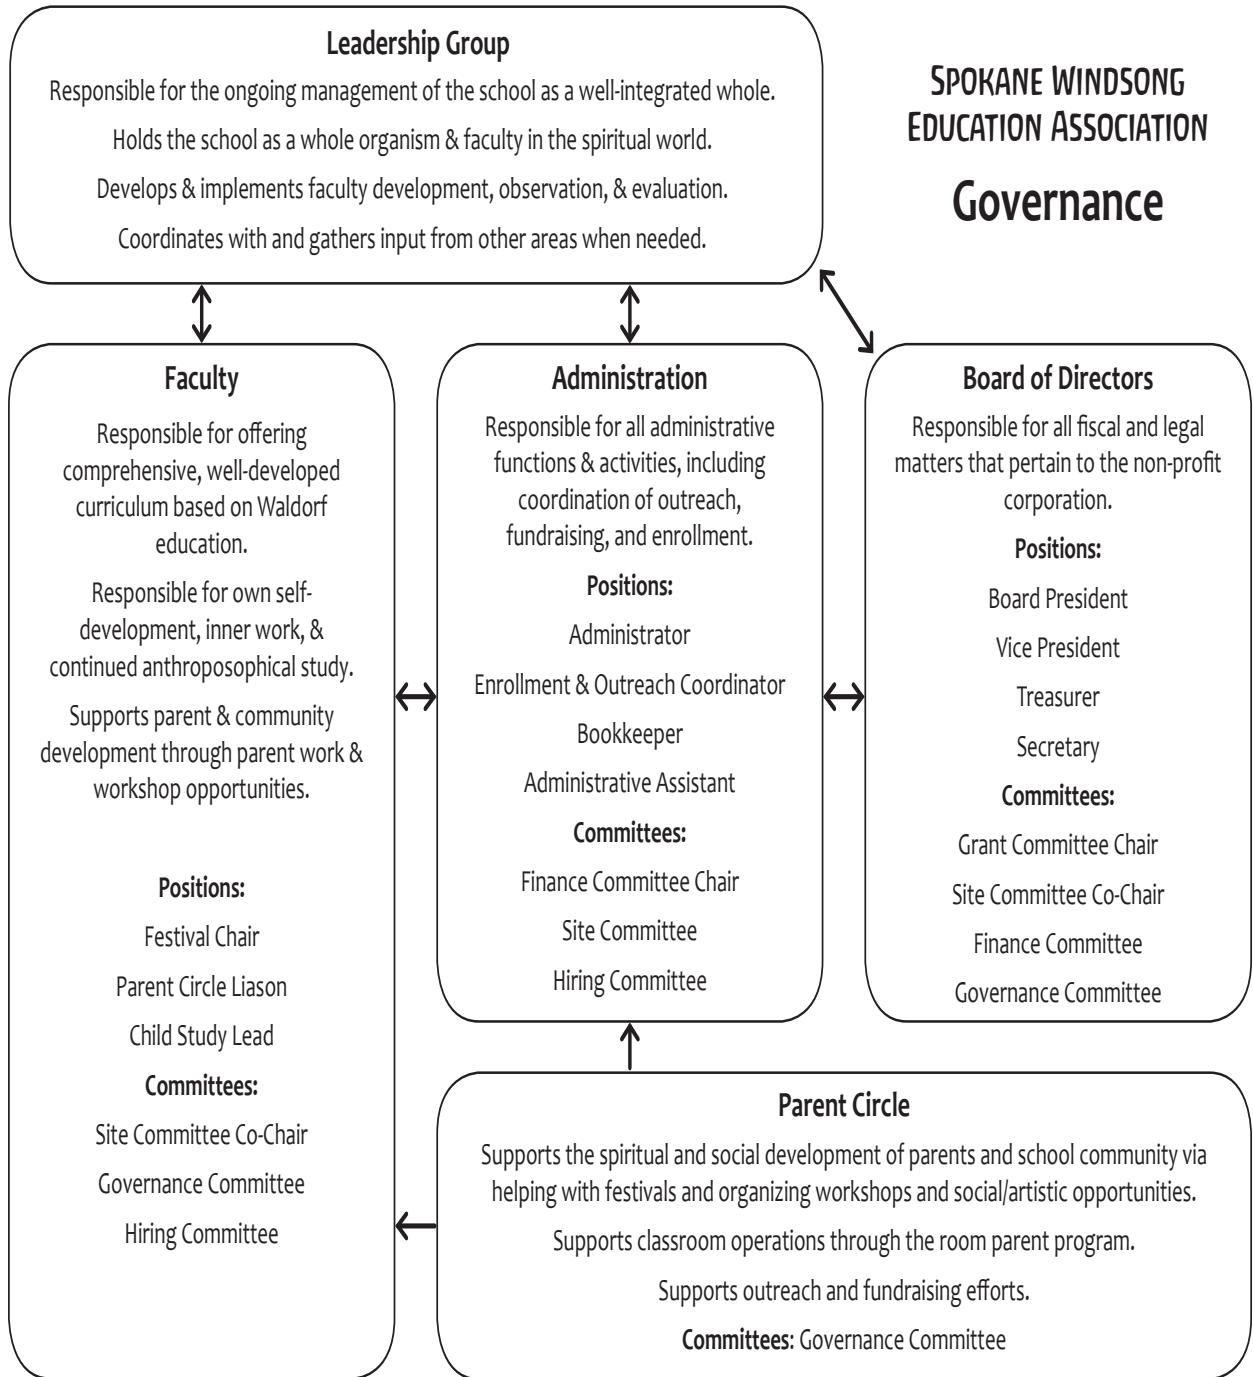 Leadership Group
Responsible for the ongoing management of the school as a well-integrated whole.
Holds the school as a whole organism & faculty in the spiritual world.
Develops & implements faculty development, observation, & evaluation.
Coordinates with and gathers input from other areas when needed.
SPOKANE WINDSONG
EDUCATION ASSOCIATION
Governance
Faculty
Responsible for offering
comprehensive, well-developed
curriculum based on Waldorf
education.
Responsible for own self-
development, inner work, &
continued anthroposophical study.
Supports parent & community
development through parent work &
workshop opportunities.
Positions:
Festival Chair
Parent Circle Liason
Child Study Lead
Committees:
Site Committee Co-Chair
Governance Committee
Hiring Committee
Administration
Responsible for all administrative
functions & activities, including
coordination of outreach,
fundraising, and enrollment.
Positions:
Administrator
Enrollment & Outreach Coordinator
Bookkeeper
Administrative Assistant
Committees:
Finance Committee Chair
Site Committee
Hiring Committee
Board of Directors
Responsible for all fiscal and legal
matters that pertain to the non-profit
corporation.
Positions:
Board President
Vice President
Treasurer
Secretary
Committees:
Grant Committee Chair
Site Committee Co-Chair
Finance Committee
Governance Committee
Parent Circle
Supports the spiritual and social development of parents and school community via
helping with festivals and organizing workshops and social/artistic opportunities.
Supports classroom operations through the room parent program.
Supports outreach and fundraising efforts.
Committees: Governance Committee